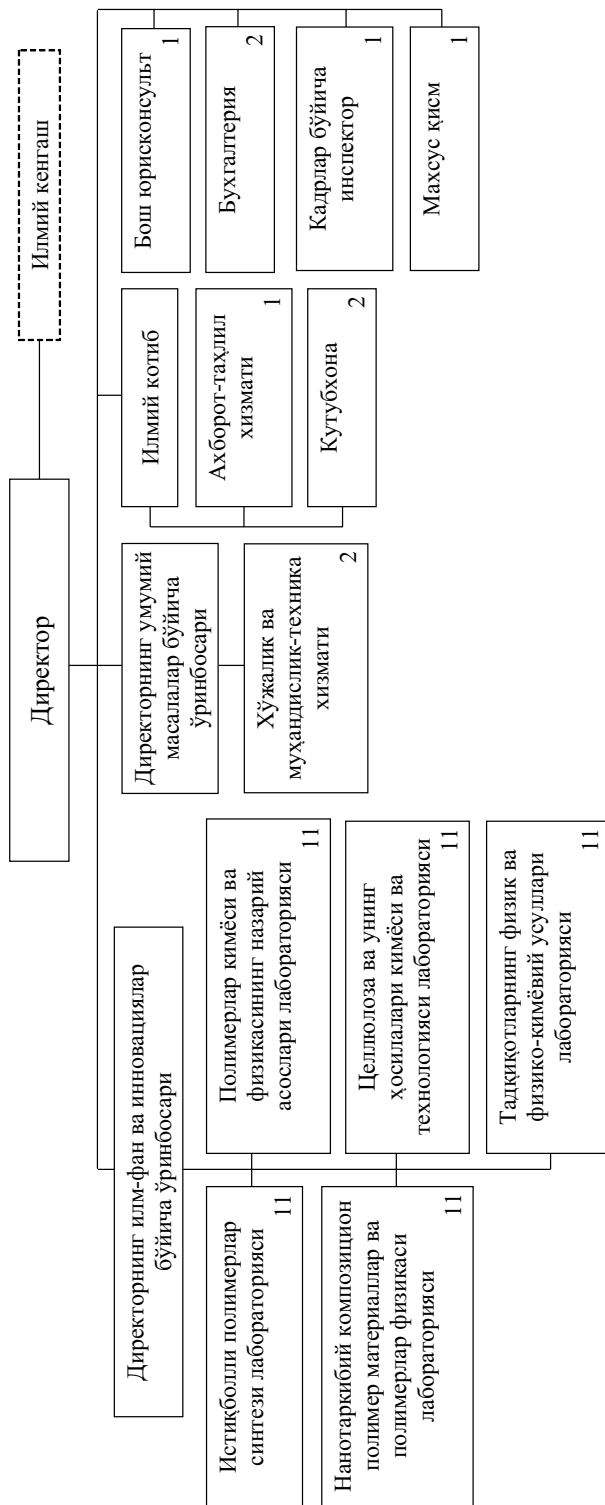 Илмий кенгаш
Директор
Директорнинг илм-фан ва инновациялар
бўйича ўринбосари
Истиқболли полимерлар
синтези лабораторияси
11
Полимерлар кимёси ва
физикасининг назарий
асослари лабораторияси
11
Нанотаркибий композицион
полимер материаллар ва
полимерлар физикаси
лабораторияси
11
Целлюлоза ва унинг
ҳосилалари кимёси ва
технологияси лабораторияси
11
Тадқиқотларнинг физик ва
физико-кимёвий усуллари
лабораторияси
11
Директорнинг умумий
масалалар бўйича
ўринбосари
Хўжалик ва
муҳандислик-техника
хизмати
2
Илмий котиб
Ахборот-таҳлил
хизмати
1
Кутубхона
2
Бош юрисконсульт
1
Бухгалтерия
2
Кадрлар бўйича
инспектор
1
Махсус қисм
1